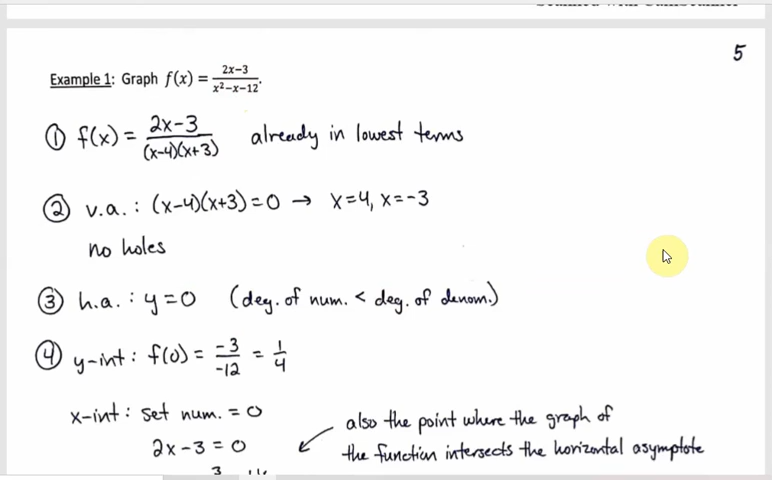 5
Example 1: Graph f(x) = (2x-3)/(x²-x-12).
① f(x) = (2x-3)/((x-4)(x+3)) already in lowest terms
② v.a. : (x-4)(x+3) = 0 → x=4, x=-3
no holes
③ h.a. : y=0 (deg. of num. < deg. of denom.)
④ y-int : f(0) = -3/-12 = 1/4
x-int : set num. = 0
also the point where the graph of
2x-3 = 0
the function intersects the horizontal asymptote